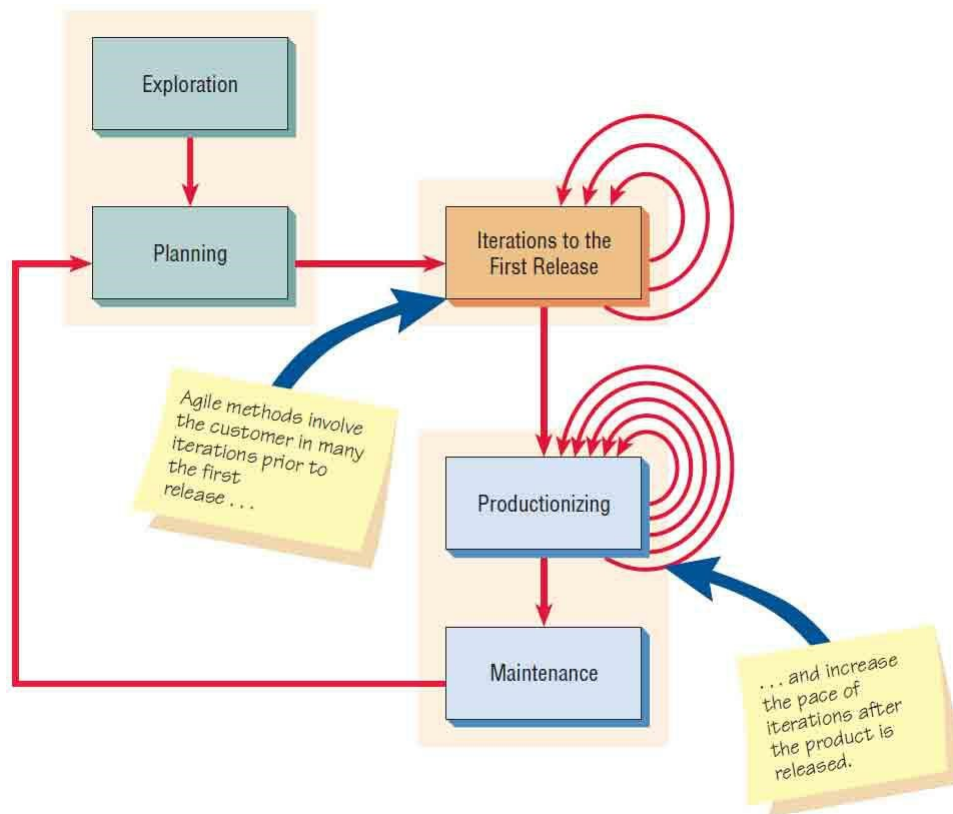 Exploration
Planning
Iterations to the
First Release
Agile methods involve
the customer in many
iterations prior to
the first
release . . .
Productionizing
Maintenance
. . . and increase
the pace of
iterations after
the product is
released.